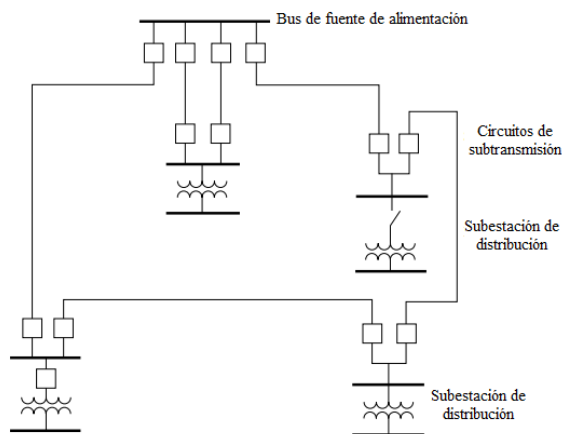 Bus de fuente de alimentación
Circuitos de
subtransmisión
Subestación de
distribución
Subestación de
distribución